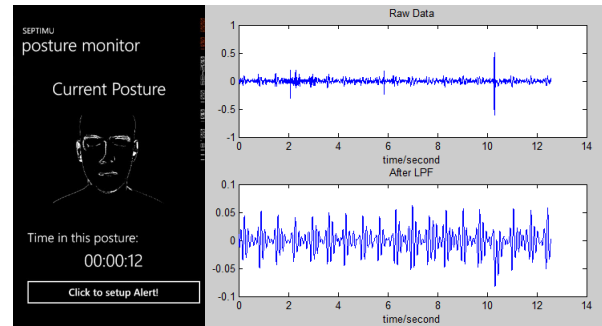 SEPTIMU
posture monitor
Current Posture
Time in this posture:
00:00:12
Click to setup Alert!
Raw Data
1
0.5
0
-0.5
-1
0 2 4 6 8 10 12 14
time/second
After LPF
0.1
0.05
0
-0.05
-0.1
0 2 4 6 8 10 12 14
time/second